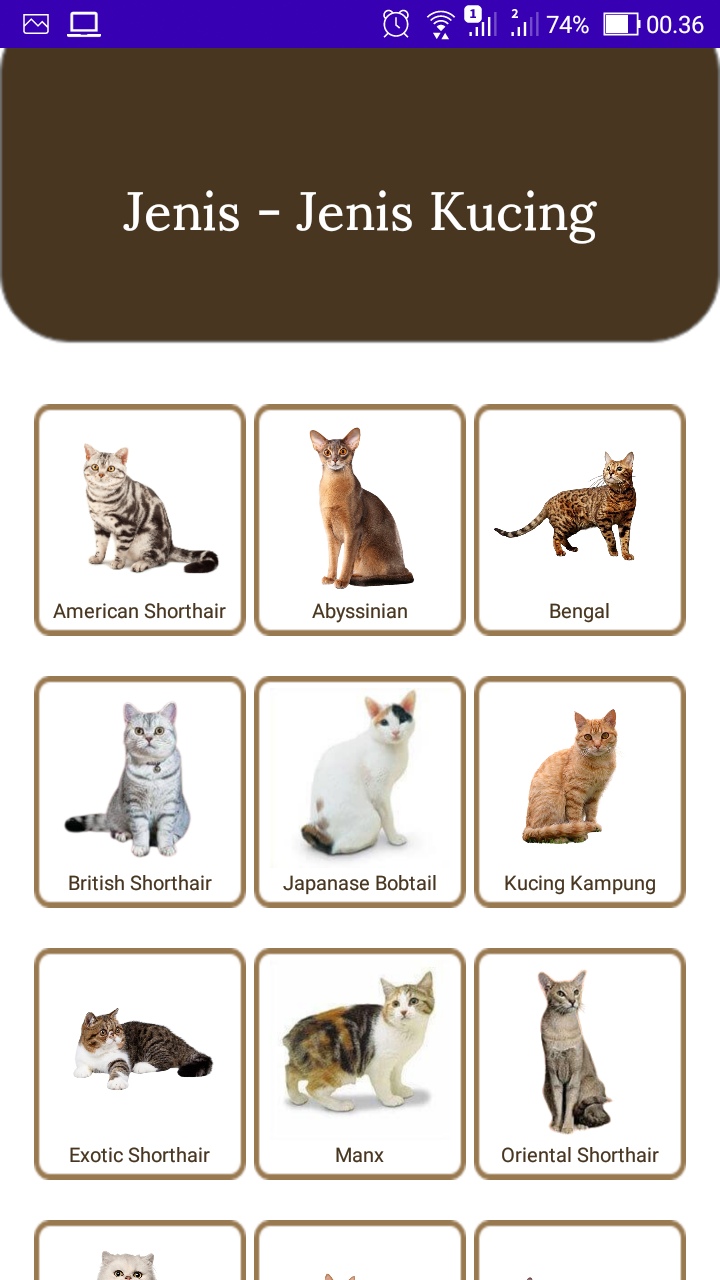 1 2 74% 00.36
Jenis - Jenis Kucing
American Shorthair
Abyssinian
Bengal
British Shorthair
Japanase Bobtail
Kucing Kampung
Exotic Shorthair
Manx
Oriental Shorthair